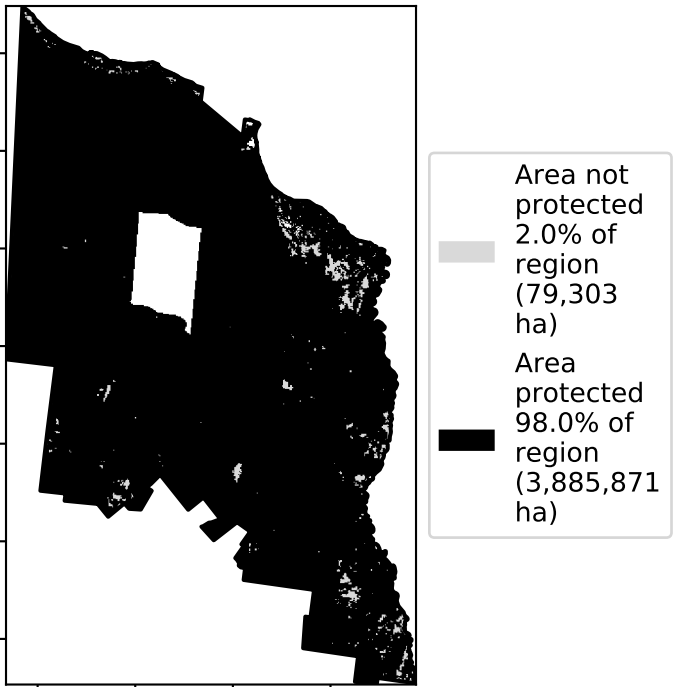 Area not
protected
2.0% of
region
(79,303
ha)
Area
protected
98.0% of
region
(3,885,871
ha)